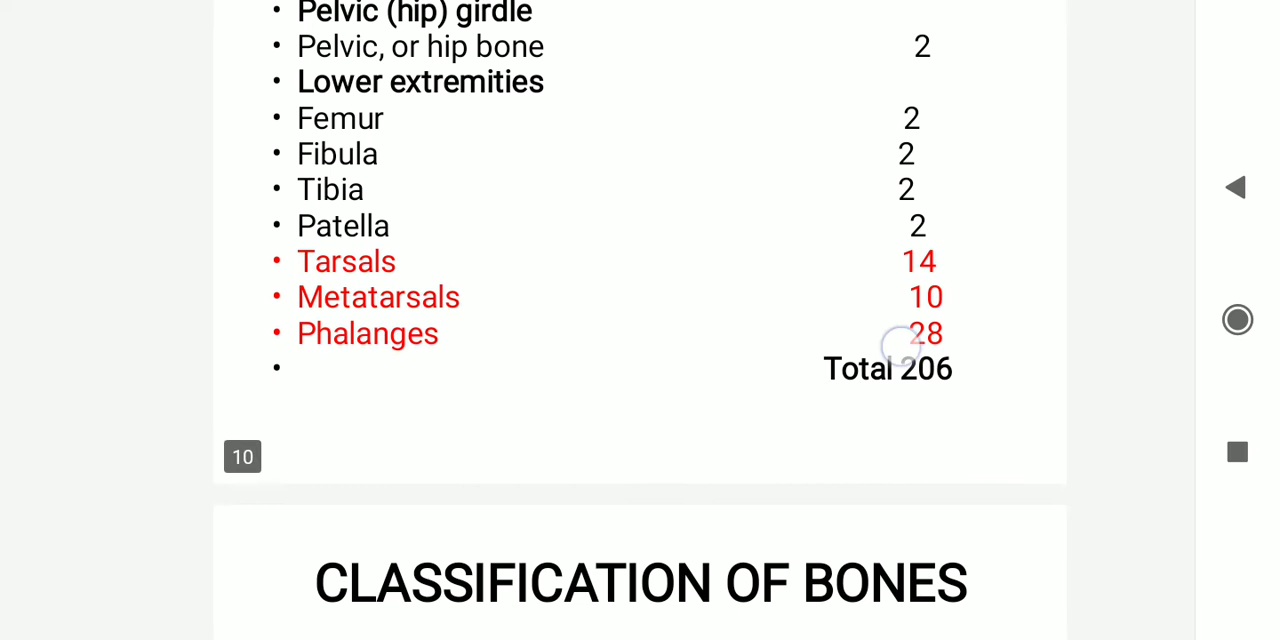 • Pelvic (hip) girdle
• Pelvic, or hip bone 2
• Lower extremities
• Femur 2
• Fibula 2
• Tibia 2
• Patella 2
• Tarsals 14
• Metatarsals 10
• Phalanges 28
• Total 206
10
CLASSIFICATION OF BONES